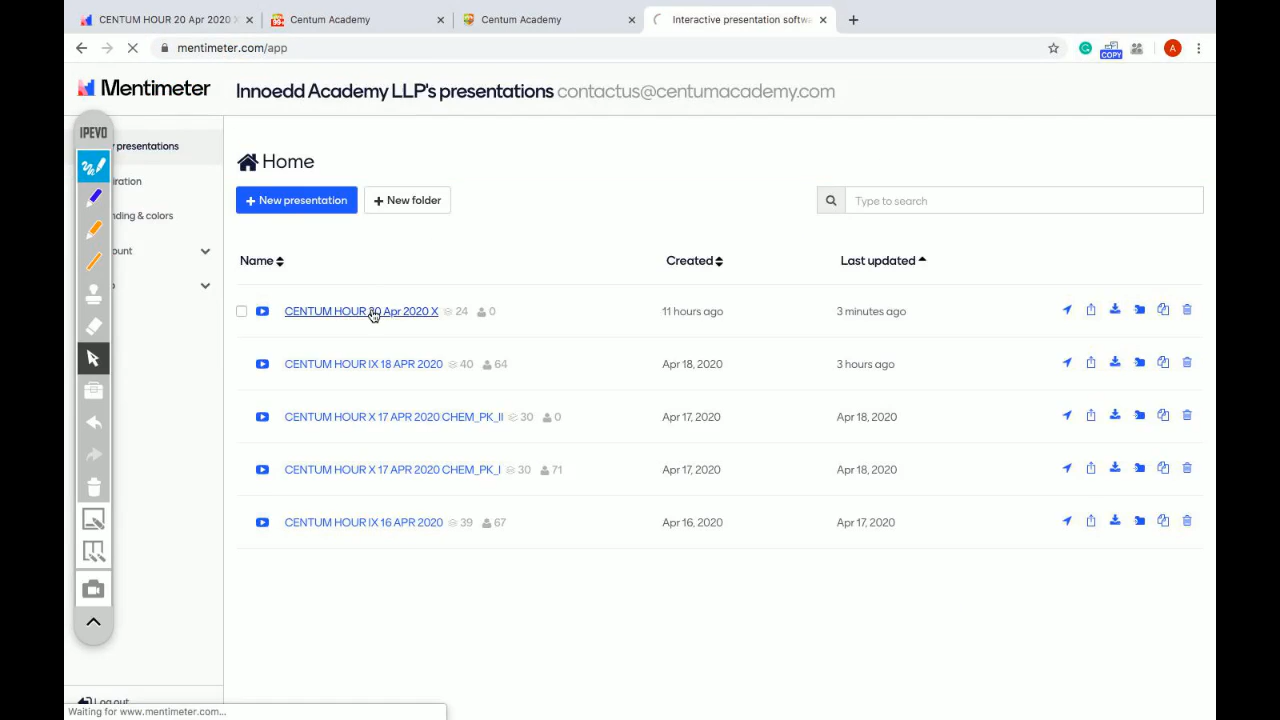 CENTUM HOUR 20 Apr 2020 X
Centum Academy
Centum Academy
Interactive presentation softwa
mentimeter.com/app
COPY
A
Mentimeter
Innoedd Academy LLP's presentations contactus@centumacademy.com
IPEVO
presentations
iration
nding & colors
ount
Home
+ New presentation
+ New folder
Type to search
Name
Created
Last updated
CENTUM HOUR 20 Apr 2020 X 24 0 11 hours ago 3 minutes ago
CENTUM HOUR IX 18 APR 2020 40 64 Apr 18, 2020 3 hours ago
CENTUM HOUR X 17 APR 2020 CHEM_PK_II 30 0 Apr 17, 2020 Apr 18, 2020
CENTUM HOUR X 17 APR 2020 CHEM_PK_I 30 71 Apr 17, 2020 Apr 18, 2020
CENTUM HOUR IX 16 APR 2020 39 67 Apr 16, 2020 Apr 17, 2020
Log out
Waiting for www.mentimeter.com...